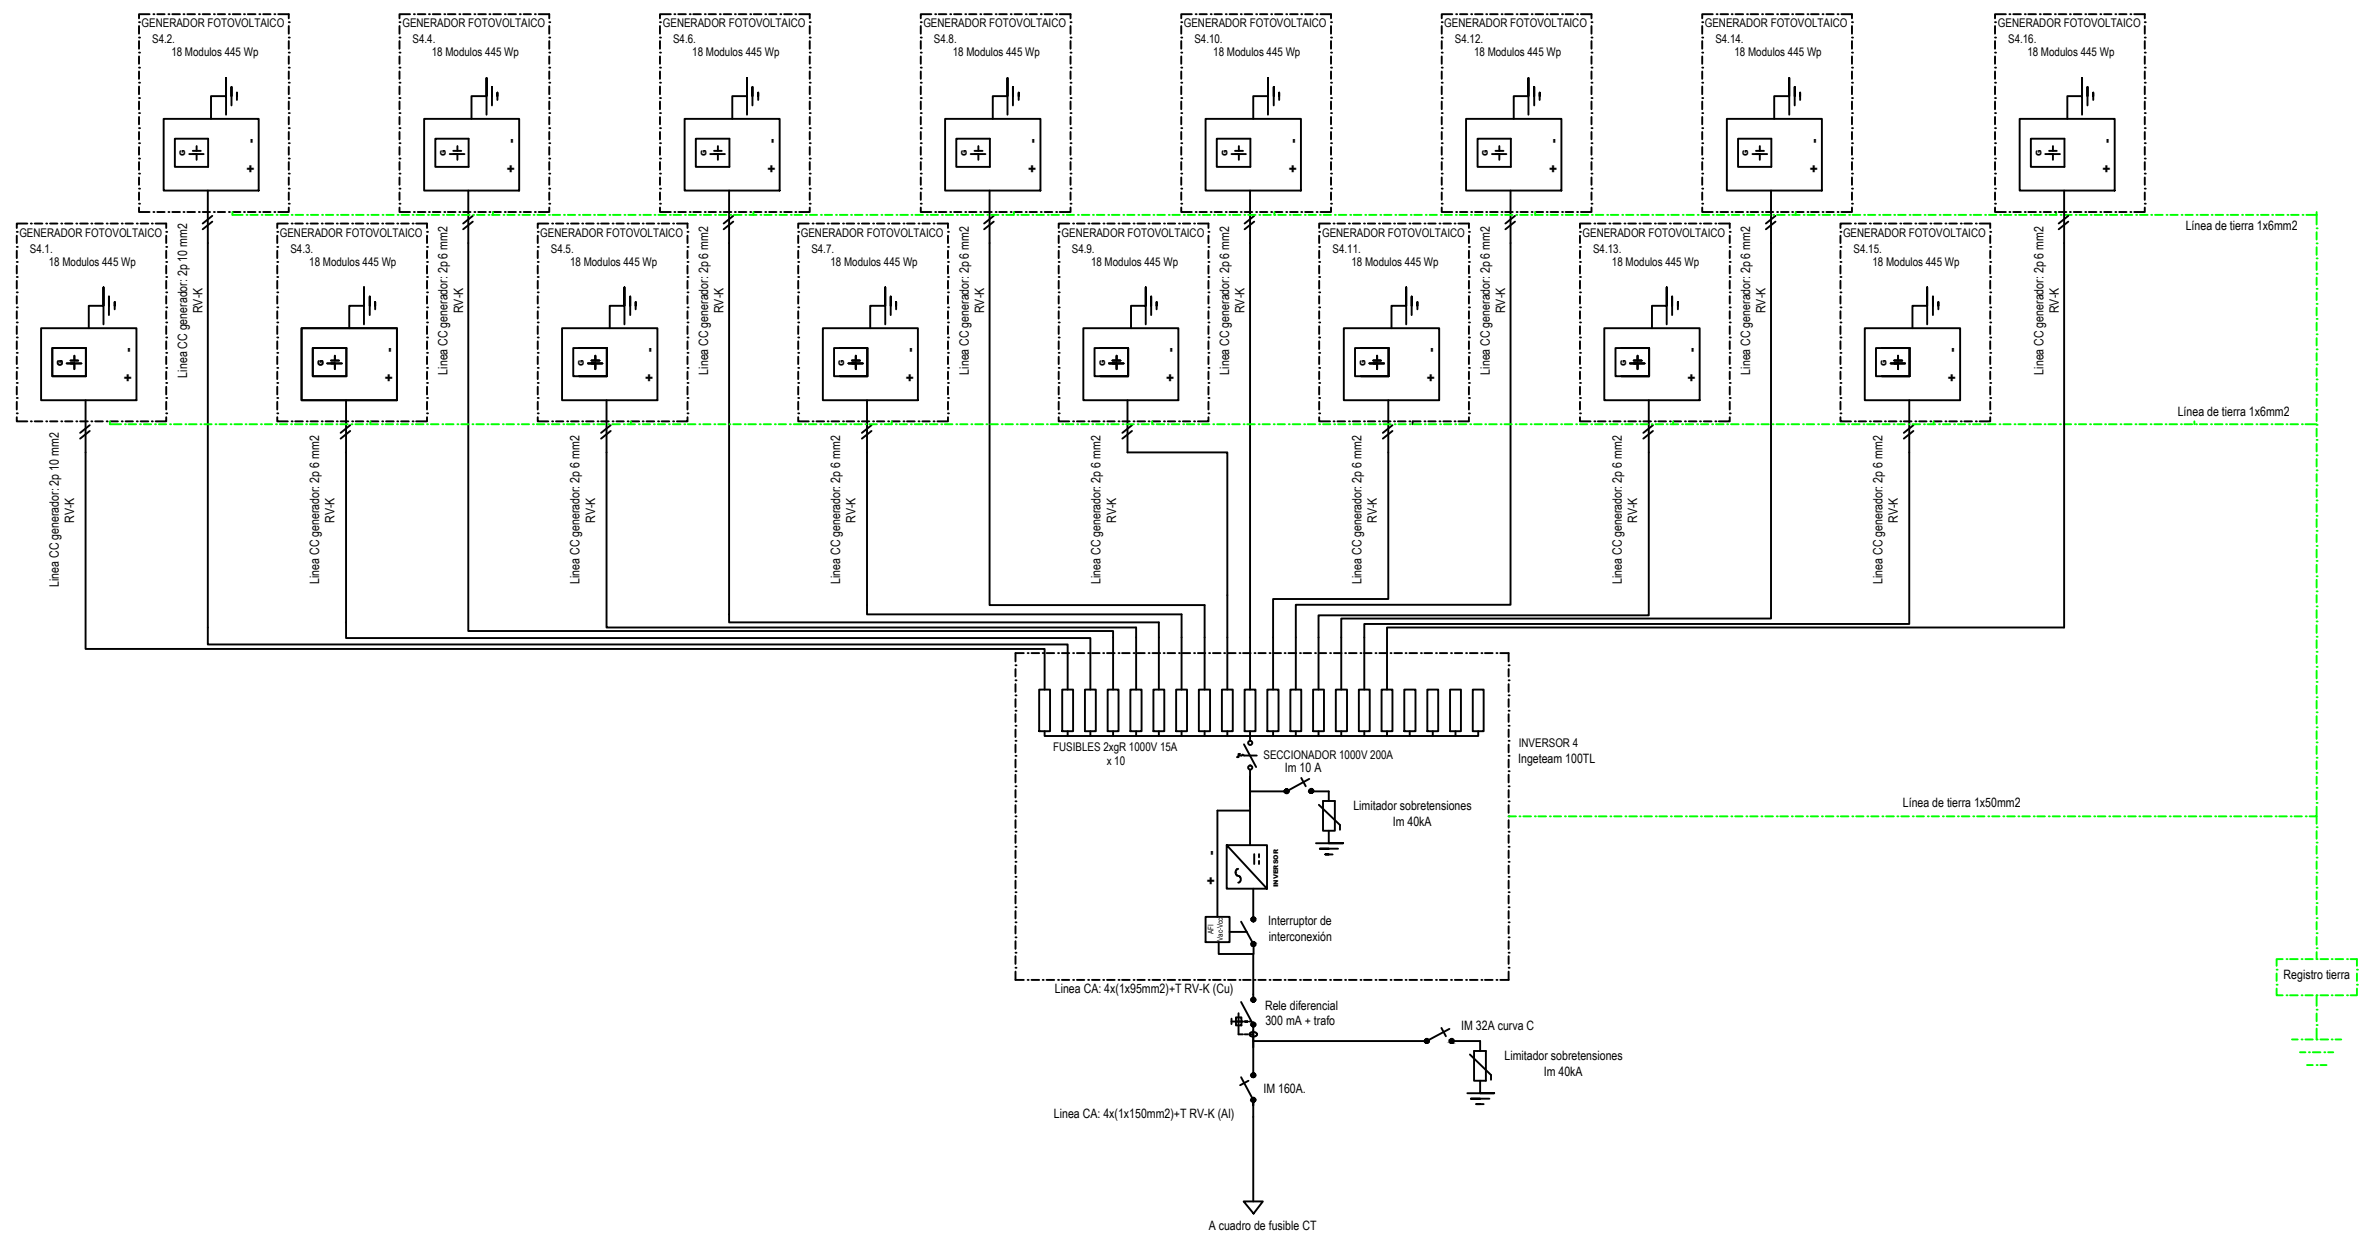 GENERADOR FOTOVOLTAICO
S4.2.
18 Modulos 445 Wp
GENERADOR FOTOVOLTAICO
S4.4.
18 Modulos 445 Wp
GENERADOR FOTOVOLTAICO
S4.6.
18 Modulos 445 Wp
GENERADOR FOTOVOLTAICO
S4.8.
18 Modulos 445 Wp
GENERADOR FOTOVOLTAICO
S4.10.
18 Modulos 445 Wp
GENERADOR FOTOVOLTAICO
S4.12.
18 Modulos 445 Wp
GENERADOR FOTOVOLTAICO
S4.14.
18 Modulos 445 Wp
GENERADOR FOTOVOLTAICO
S4.16.
18 Modulos 445 Wp
G
- +
G
- +
G
- +
G
- +
G
- +
G
- +
G
- +
G
- +
Línea de tierra 1x6mm2
Linea CC generador: 2p 10 mm2
RV-K
Linea CC generador: 2p 6 mm2
RV-K
Linea CC generador: 2p 6 mm2
RV-K
Linea CC generador: 2p 6 mm2
RV-K
Linea CC generador: 2p 6 mm2
RV-K
Linea CC generador: 2p 6 mm2
RV-K
Linea CC generador: 2p 6 mm2
RV-K
Linea CC generador: 2p 6 mm2
RV-K
GENERADOR FOTOVOLTAICO
S4.1.
18 Modulos 445 Wp
GENERADOR FOTOVOLTAICO
S4.3.
18 Modulos 445 Wp
GENERADOR FOTOVOLTAICO
S4.5.
18 Modulos 445 Wp
GENERADOR FOTOVOLTAICO
S4.7.
18 Modulos 445 Wp
GENERADOR FOTOVOLTAICO
S4.9.
18 Modulos 445 Wp
GENERADOR FOTOVOLTAICO
S4.11.
18 Modulos 445 Wp
GENERADOR FOTOVOLTAICO
S4.13.
18 Modulos 445 Wp
GENERADOR FOTOVOLTAICO
S4.15.
18 Modulos 445 Wp
G
- +
G
- +
G
- +
G
- +
G
- +
G
- +
G
- +
G
- +
Línea de tierra 1x6mm2
Linea CC generador: 2p 10 mm2
RV-K
Linea CC generador: 2p 6 mm2
RV-K
Linea CC generador: 2p 6 mm2
RV-K
Linea CC generador: 2p 6 mm2
RV-K
Linea CC generador: 2p 6 mm2
RV-K
Linea CC generador: 2p 6 mm2
RV-K
Linea CC generador: 2p 6 mm2
RV-K
Linea CC generador: 2p 6 mm2
RV-K
FUSIBLES 2xgR 1000V 15A
x 10
SECCIONADOR 1000V 200A
Im 10 A
INVERSOR 4
Ingeteam 100TL
Limitador sobretensiones
Im 40kA
Línea de tierra 1x50mm2
- +
INVERSOR
AFI
Vac-Vcc
Interruptor de
interconexión
Linea CA: 4x(1x95mm2)+T RV-K (Cu)
Rele diferencial
300 mA + trafo
IM 32A curva C
Limitador sobretensiones
Im 40kA
Registro tierra
IM 160A.
Linea CA: 4x(1x150mm2)+T RV-K (Al)
A cuadro de fusible CT